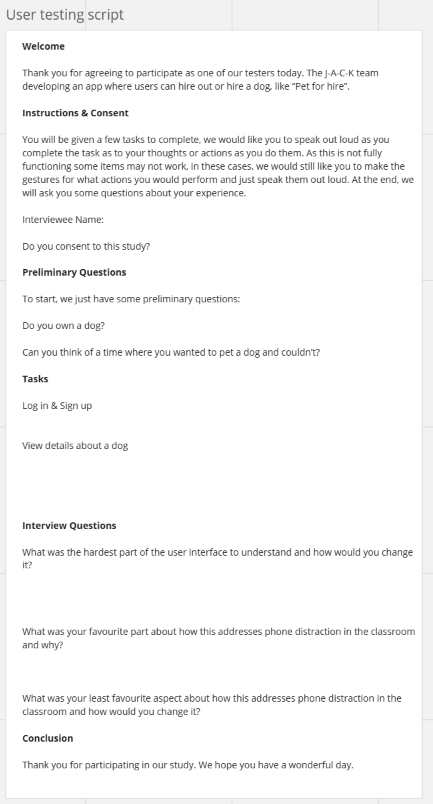 User testing script
Welcome
Thank you for agreeing to participate as one of our testers today. The J-A-C-K team
developing an app where users can hire out or hire a dog, like "Pet for hire".
Instructions & Consent
You will be given a few tasks to complete, we would like you to speak out loud as you
complete the task as to your thoughts or actions as you do them. As this is not fully
functioning some items may not work, in these cases, we would still like you to make the
gestures for what actions you would perform and just speak them out loud. At the end, we
will ask you some questions about your experience.
Interviewee Name:
Do you consent to this study?
Preliminary Questions
To start, we just have some preliminary questions:
Do you own a dog?
Can you think of a time where you wanted to pet a dog and couldn't?
Tasks
Log in & Sign up
View details about a dog
Interview Questions
What was the hardest part of the user interface to understand and how would you change
it?
What was your favourite part about how this addresses phone distraction in the classroom
and why?
What was your least favourite aspect about how this addresses phone distraction in the
classroom and how would you change it?
Conclusion
Thank you for participating in our study. We hope you have a wonderful day.